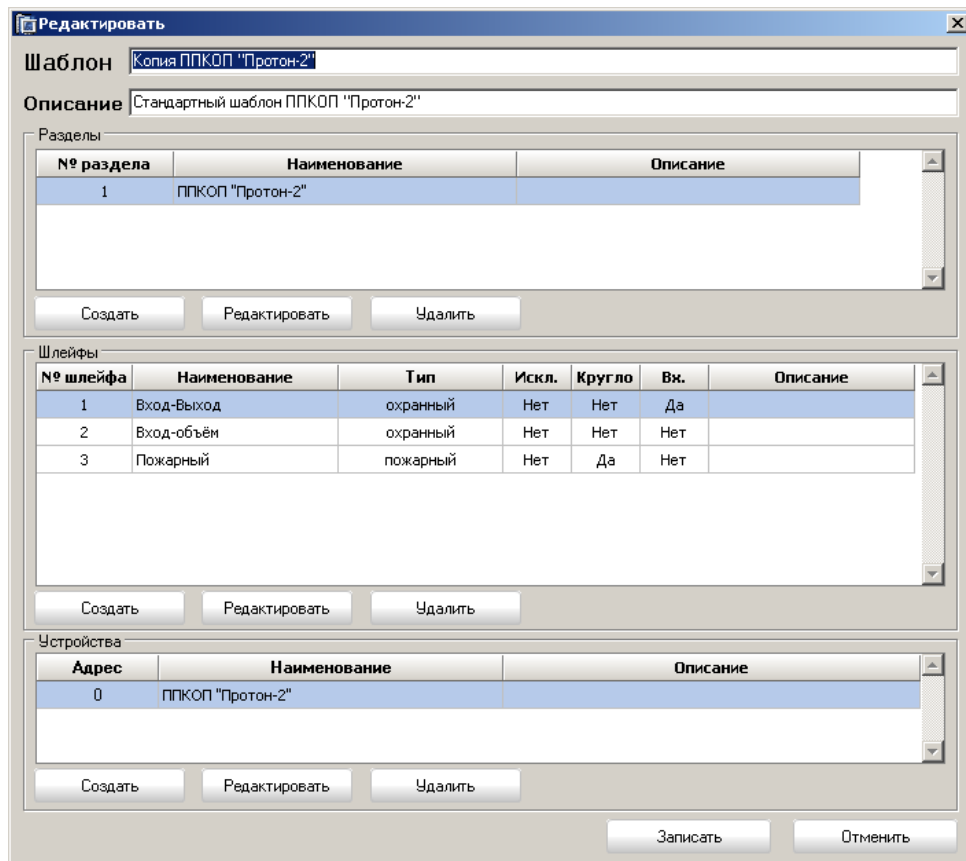 Редактировать
Шаблон Копия ППКОП "Протон-2"
Описание Стандартный шаблон ППКОП "Протон-2"
Разделы
№ раздела Наименование Описание
1 ППКОП "Протон-2"
Создать Редактировать Удалить
Шлейфы
№ шлейфа Наименование Тип Искл. Кругло Вх. Описание
1 Вход-Выход охранный Нет Нет Да
2 Вход-объём охранный Нет Нет Нет
3 Пожарный пожарный Нет Да Нет
Создать Редактировать Удалить
Устройства
Адрес Наименование Описание
0 ППКОП "Протон-2"
Создать Редактировать Удалить
Записать Отменить